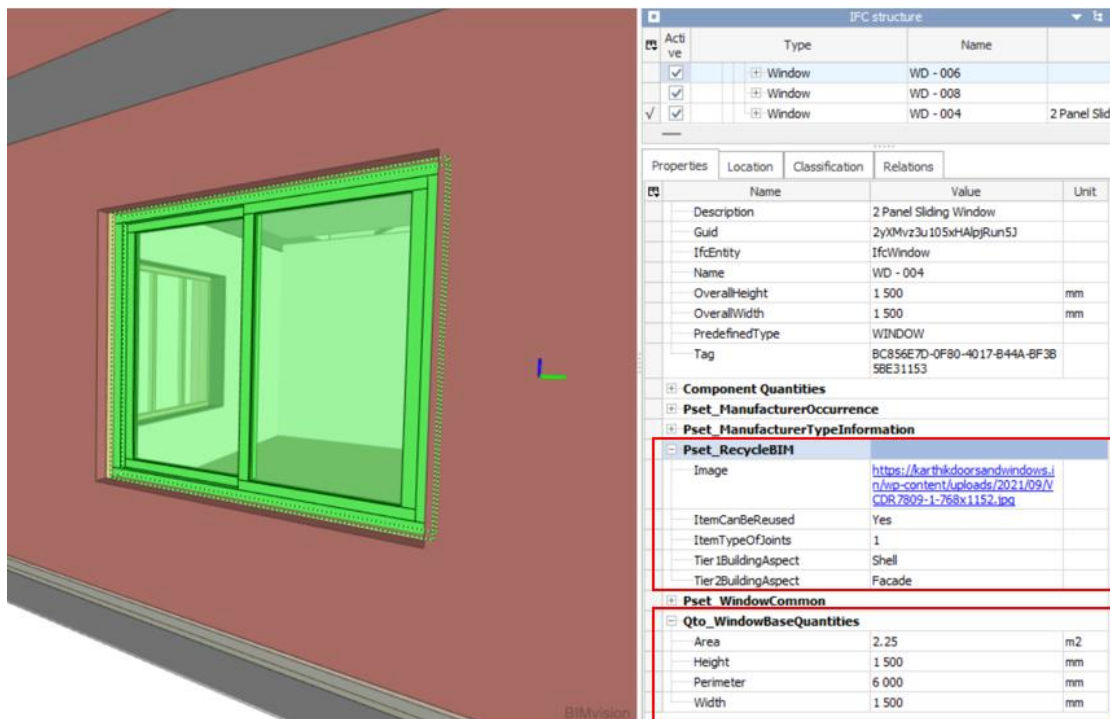 IFC structure
Acti
ve
Type
Name
Window
WD - 006
Window
WD - 008
√
Window
WD - 004
2 Panel Slid
Properties
Location
Classification
Relations
Name
Value
Unit
Description
2 Panel Sliding Window
Guid
2yXMvz3u105xHAlpjRun5J
IfcEntity
IfcWindow
Name
WD - 004
OverallHeight
1 500
mm
OverallWidth
1 500
mm
PredefinedType
WINDOW
Tag
BC856E7D-0F80-4017-B44A-BF3B
5BE31153
Component Quantities
Pset_ManufacturerOccurrence
Pset_ManufacturerTypeInformation
Pset_RecycleBIM
Image
https://karthikdoorsandwindows.i
n/wp-content/uploads/2021/09/V
CDR7809-1-768x1152.jpg
ItemCanBeReused
Yes
ItemTypeOfJoints
1
Tier1BuildingAspect
Shell
Tier2BuildingAspect
Facade
Pset_WindowCommon
Qto_WindowBaseQuantities
Area
2.25
m2
Height
1 500
mm
Perimeter
6 000
mm
Width
1 500
mm
BIMvision